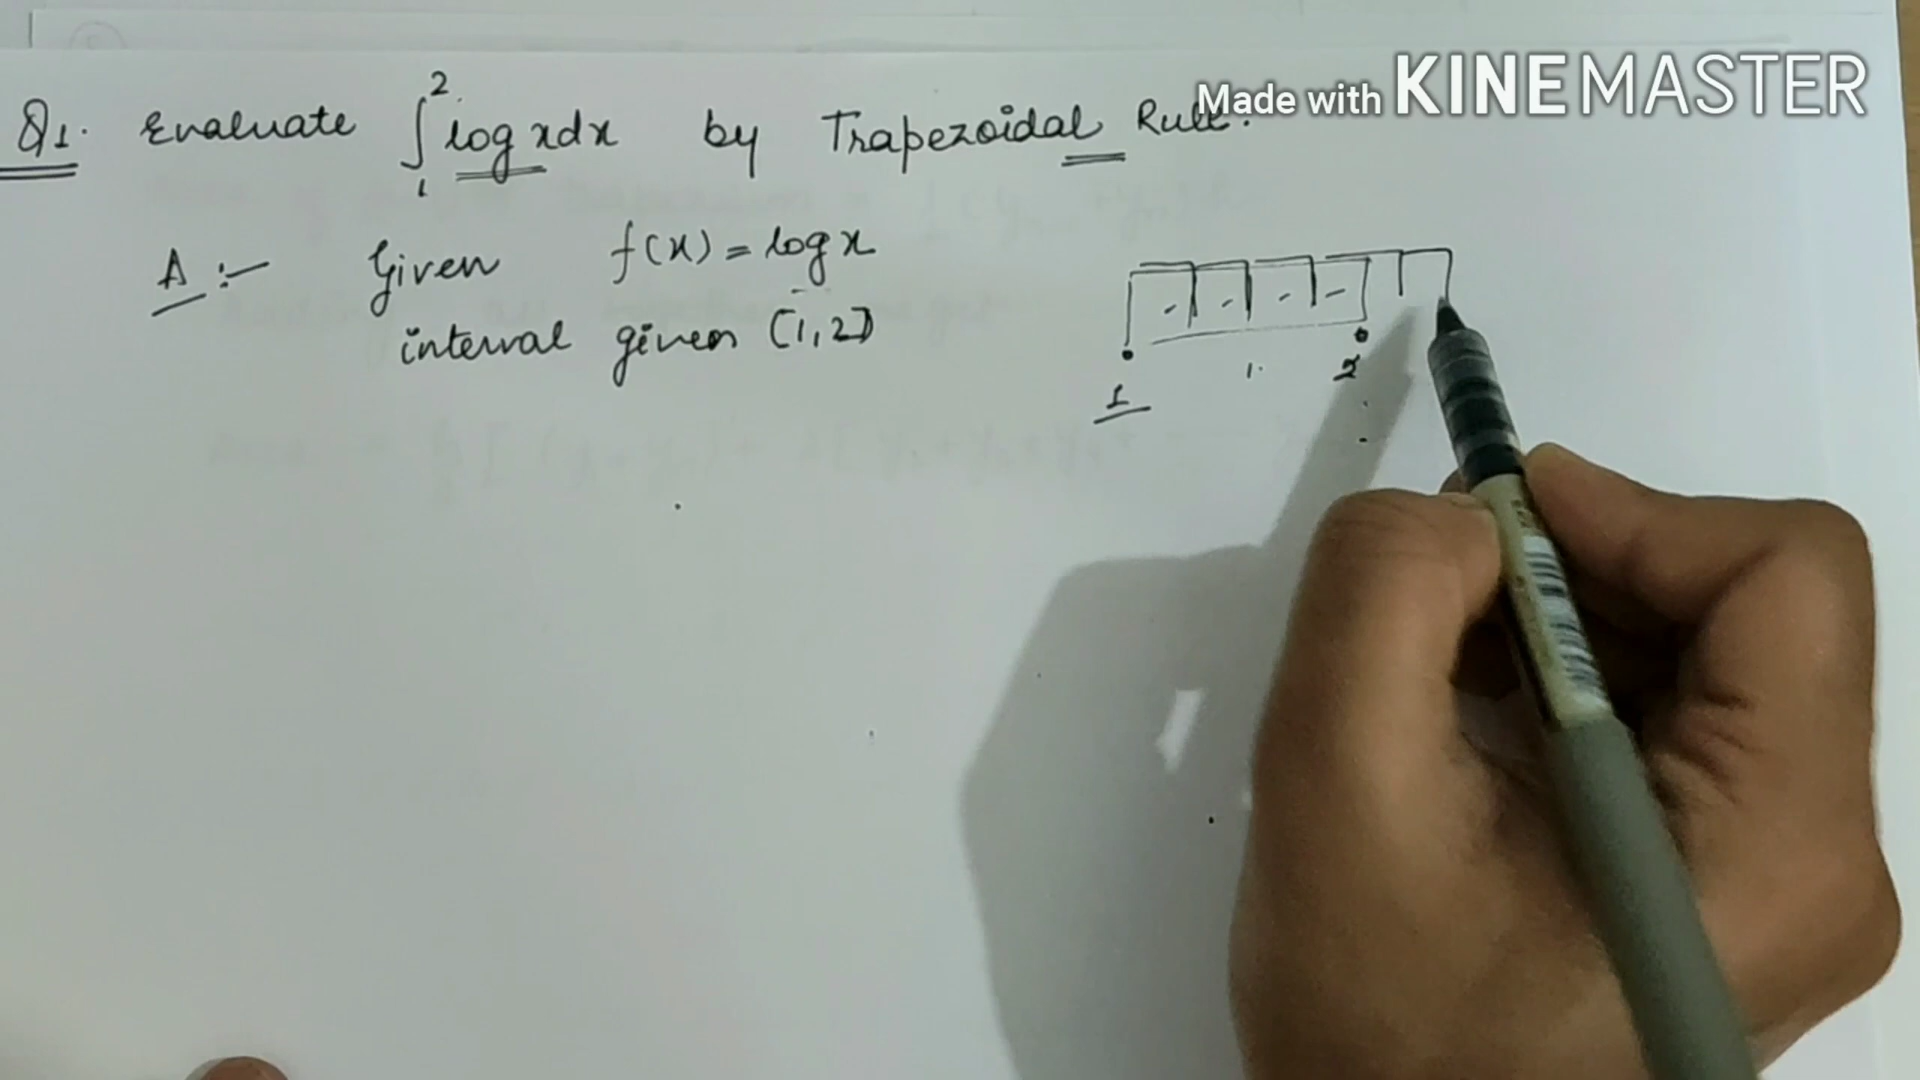 Made with KINEMASTER
Q1. Evaluate ∫₁² log x dx by Trapezoidal Rule.
A :- Given f(x) = log x
interval given [1, 2]
1 1. 2